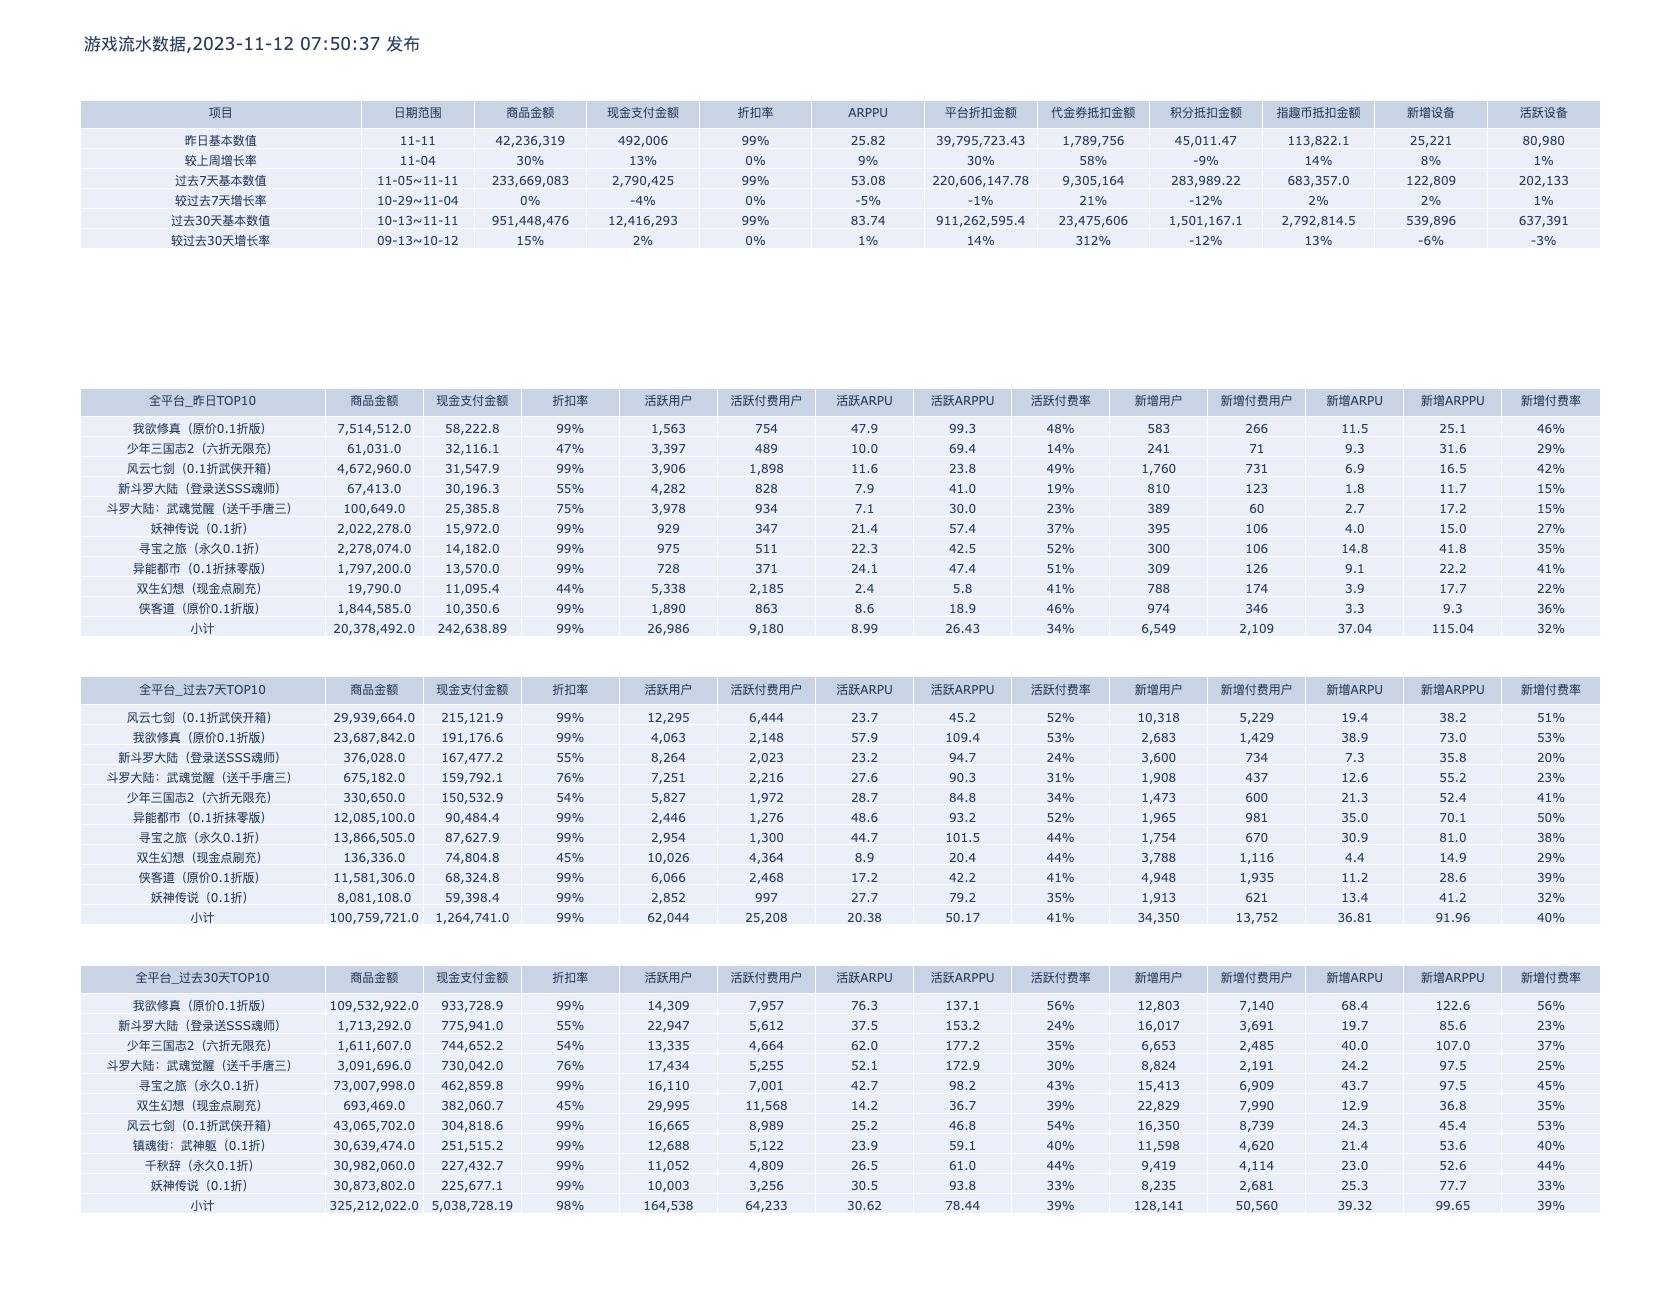 游戏流水数据,2023-11-12 07:50:37 发布
项目 日期范围 商品金额 现金支付金额 折扣率 ARPPU 平台折扣金额 代金券抵扣金额 积分抵扣金额 指趣币抵扣金额 新增设备 活跃设备
昨日基本数值 11-11 42,236,319 492,006 99% 25.82 39,795,723.43 1,789,756 45,011.47 113,822.1 25,221 80,980
较上周增长率 11-04 30% 13% 0% 9% 30% 58% -9% 14% 8% 1%
过去7天基本数值 11-05~11-11 233,669,083 2,790,425 99% 53.08 220,606,147.78 9,305,164 283,989.22 683,357.0 122,809 202,133
较过去7天增长率 10-29~11-04 0% -4% 0% -5% -1% 21% -12% 2% 2% 1%
过去30天基本数值 10-13~11-11 951,448,476 12,416,293 99% 83.74 911,262,595.4 23,475,606 1,501,167.1 2,792,814.5 539,896 637,391
较过去30天增长率 09-13~10-12 15% 2% 0% 1% 14% 312% -12% 13% -6% -3%
全平台_昨日TOP10 商品金额 现金支付金额 折扣率 活跃用户 活跃付费用户 活跃ARPU 活跃ARPPU 活跃付费率 新增用户 新增付费用户 新增ARPU 新增ARPPU 新增付费率
我欲修真（原价0.1折版） 7,514,512.0 58,222.8 99% 1,563 754 47.9 99.3 48% 583 266 11.5 25.1 46%
少年三国志2（六折无限充） 61,031.0 32,116.1 47% 3,397 489 10.0 69.4 14% 241 71 9.3 31.6 29%
风云七剑（0.1折武侠开箱） 4,672,960.0 31,547.9 99% 3,906 1,898 11.6 23.8 49% 1,760 731 6.9 16.5 42%
新斗罗大陆（登录送SSS魂师） 67,413.0 30,196.3 55% 4,282 828 7.9 41.0 19% 810 123 1.8 11.7 15%
斗罗大陆：武魂觉醒（送千手唐三） 100,649.0 25,385.8 75% 3,978 934 7.1 30.0 23% 389 60 2.7 17.2 15%
妖神传说（0.1折） 2,022,278.0 15,972.0 99% 929 347 21.4 57.4 37% 395 106 4.0 15.0 27%
寻宝之旅（永久0.1折） 2,278,074.0 14,182.0 99% 975 511 22.3 42.5 52% 300 106 14.8 41.8 35%
异能都市（0.1折抹零版） 1,797,200.0 13,570.0 99% 728 371 24.1 47.4 51% 309 126 9.1 22.2 41%
双生幻想（现金点刷充） 19,790.0 11,095.4 44% 5,338 2,185 2.4 5.8 41% 788 174 3.9 17.7 22%
侠客道（原价0.1折版） 1,844,585.0 10,350.6 99% 1,890 863 8.6 18.9 46% 974 346 3.3 9.3 36%
小计 20,378,492.0 242,638.89 99% 26,986 9,180 8.99 26.43 34% 6,549 2,109 37.04 115.04 32%
全平台_过去7天TOP10 商品金额 现金支付金额 折扣率 活跃用户 活跃付费用户 活跃ARPU 活跃ARPPU 活跃付费率 新增用户 新增付费用户 新增ARPU 新增ARPPU 新增付费率
风云七剑（0.1折武侠开箱） 29,939,664.0 215,121.9 99% 12,295 6,444 23.7 45.2 52% 10,318 5,229 19.4 38.2 51%
我欲修真（原价0.1折版） 23,687,842.0 191,176.6 99% 4,063 2,148 57.9 109.4 53% 2,683 1,429 38.9 73.0 53%
新斗罗大陆（登录送SSS魂师） 376,028.0 167,477.2 55% 8,264 2,023 23.2 94.7 24% 3,600 734 7.3 35.8 20%
斗罗大陆：武魂觉醒（送千手唐三） 675,182.0 159,792.1 76% 7,251 2,216 27.6 90.3 31% 1,908 437 12.6 55.2 23%
少年三国志2（六折无限充） 330,650.0 150,532.9 54% 5,827 1,972 28.7 84.8 34% 1,473 600 21.3 52.4 41%
异能都市（0.1折抹零版） 12,085,100.0 90,484.4 99% 2,446 1,276 48.6 93.2 52% 1,965 981 35.0 70.1 50%
寻宝之旅（永久0.1折） 13,866,505.0 87,627.9 99% 2,954 1,300 44.7 101.5 44% 1,754 670 30.9 81.0 38%
双生幻想（现金点刷充） 136,336.0 74,804.8 45% 10,026 4,364 8.9 20.4 44% 3,788 1,116 4.4 14.9 29%
侠客道（原价0.1折版） 11,581,306.0 68,324.8 99% 6,066 2,468 17.2 42.2 41% 4,948 1,935 11.2 28.6 39%
妖神传说（0.1折） 8,081,108.0 59,398.4 99% 2,852 997 27.7 79.2 35% 1,913 621 13.4 41.2 32%
小计 100,759,721.0 1,264,741.0 99% 62,044 25,208 20.38 50.17 41% 34,350 13,752 36.81 91.96 40%
全平台_过去30天TOP10 商品金额 现金支付金额 折扣率 活跃用户 活跃付费用户 活跃ARPU 活跃ARPPU 活跃付费率 新增用户 新增付费用户 新增ARPU 新增ARPPU 新增付费率
我欲修真（原价0.1折版） 109,532,922.0 933,728.9 99% 14,309 7,957 76.3 137.1 56% 12,803 7,140 68.4 122.6 56%
新斗罗大陆（登录送SSS魂师） 1,713,292.0 775,941.0 55% 22,947 5,612 37.5 153.2 24% 16,017 3,691 19.7 85.6 23%
少年三国志2（六折无限充） 1,611,607.0 744,652.2 54% 13,335 4,664 62.0 177.2 35% 6,653 2,485 40.0 107.0 37%
斗罗大陆：武魂觉醒（送千手唐三） 3,091,696.0 730,042.0 76% 17,434 5,255 52.1 172.9 30% 8,824 2,191 24.2 97.5 25%
寻宝之旅（永久0.1折） 73,007,998.0 462,859.8 99% 16,110 7,001 42.7 98.2 43% 15,413 6,909 43.7 97.5 45%
双生幻想（现金点刷充） 693,469.0 382,060.7 45% 29,995 11,568 14.2 36.7 39% 22,829 7,990 12.9 36.8 35%
风云七剑（0.1折武侠开箱） 43,065,702.0 304,818.6 99% 16,665 8,989 25.2 46.8 54% 16,350 8,739 24.3 45.4 53%
镇魂街：武神躯（0.1折） 30,639,474.0 251,515.2 99% 12,688 5,122 23.9 59.1 40% 11,598 4,620 21.4 53.6 40%
千秋辞（永久0.1折） 30,982,060.0 227,432.7 99% 11,052 4,809 26.5 61.0 44% 9,419 4,114 23.0 52.6 44%
妖神传说（0.1折） 30,873,802.0 225,677.1 99% 10,003 3,256 30.5 93.8 33% 8,235 2,681 25.3 77.7 33%
小计 325,212,022.0 5,038,728.19 98% 164,538 64,233 30.62 78.44 39% 128,141 50,560 39.32 99.65 39%